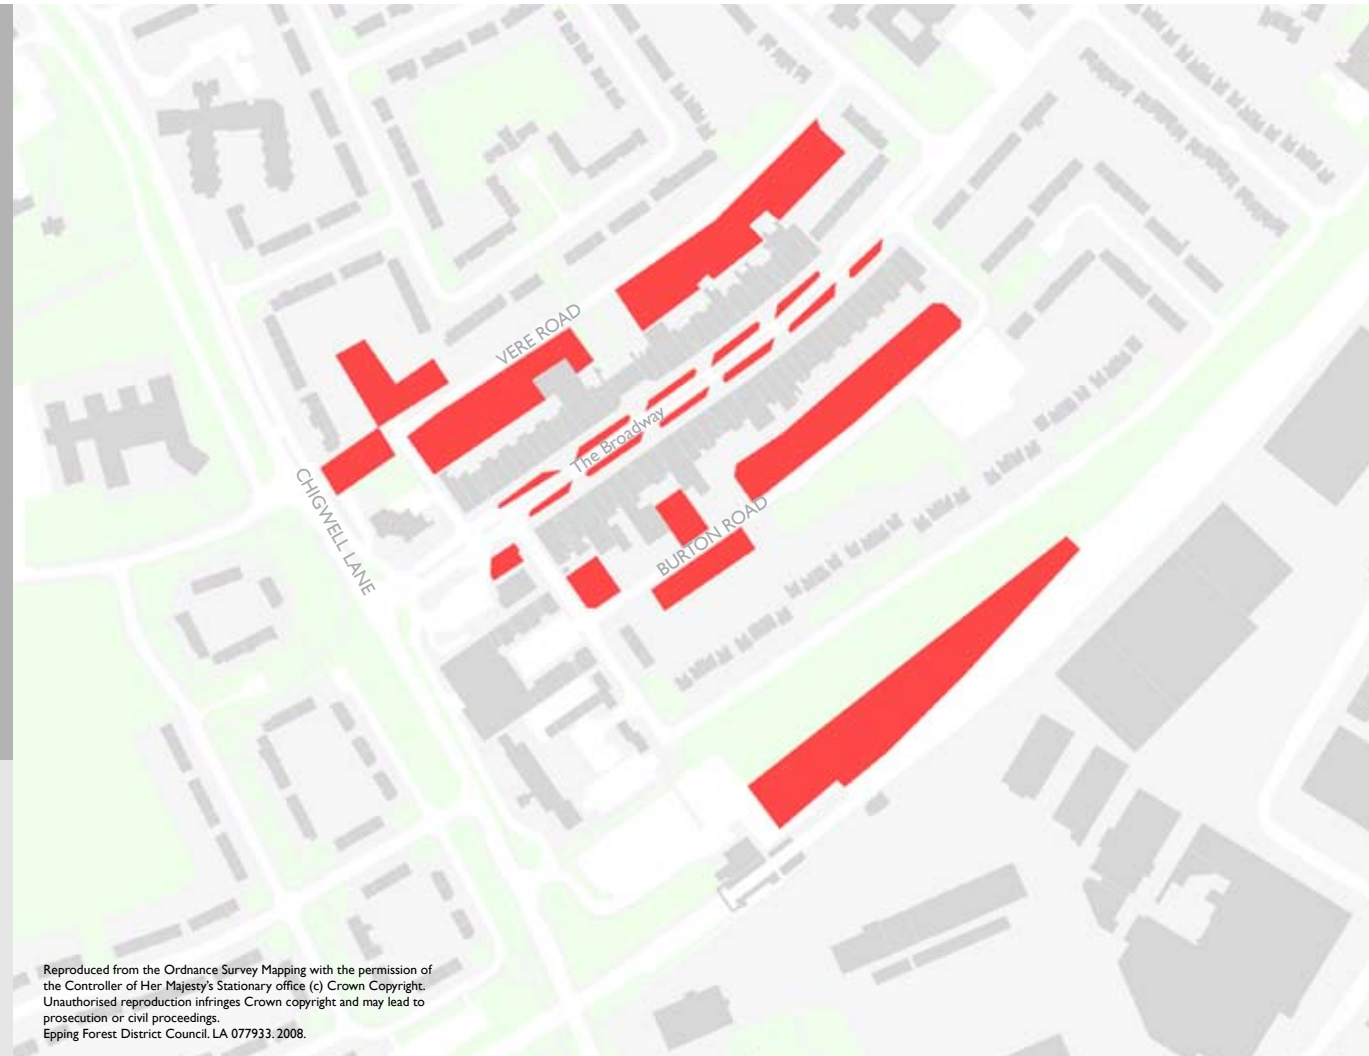 VERE ROAD
The Broadway
CHIGWELL LANE
BURTON ROAD
Reproduced from the Ordnance Survey Mapping with the permission of
the Controller of Her Majesty's Stationary office (c) Crown Copyright.
Unauthorised reproduction infringes Crown copyright and may lead to
prosecution or civil proceedings.
Epping Forest District Council. LA 077933. 2008.